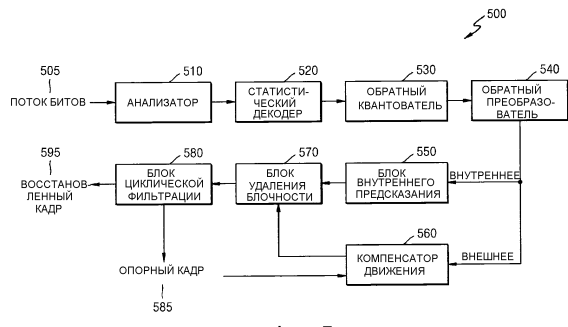 500
505
510
520
530
540
ПОТОК БИТОВ
АНАЛИЗАТОР
СТАТИСТИ-
ЧЕСКИЙ
ДЕКОДЕР
ОБРАТНЫЙ
КВАНТОВАТЕЛЬ
ОБРАТНЫЙ
ПРЕОБРАЗО-
ВАТЕЛЬ
595
580
570
550
ВОССТАНОВ
ЛЕННЫЙ
КАДР
БЛОК
ЦИКЛИЧЕСКОЙ
ФИЛЬТРАЦИИ
БЛОК
УДАЛЕНИЯ
БЛОЧНОСТИ
БЛОК
ВНУТРЕННЕГО
ПРЕДСКАЗАНИЯ
ВНУТРЕННЕЕ
560
ОПОРНЫЙ КАДР
КОМПЕНСАТОР
ДВИЖЕНИЯ
ВНЕШНЕЕ
585